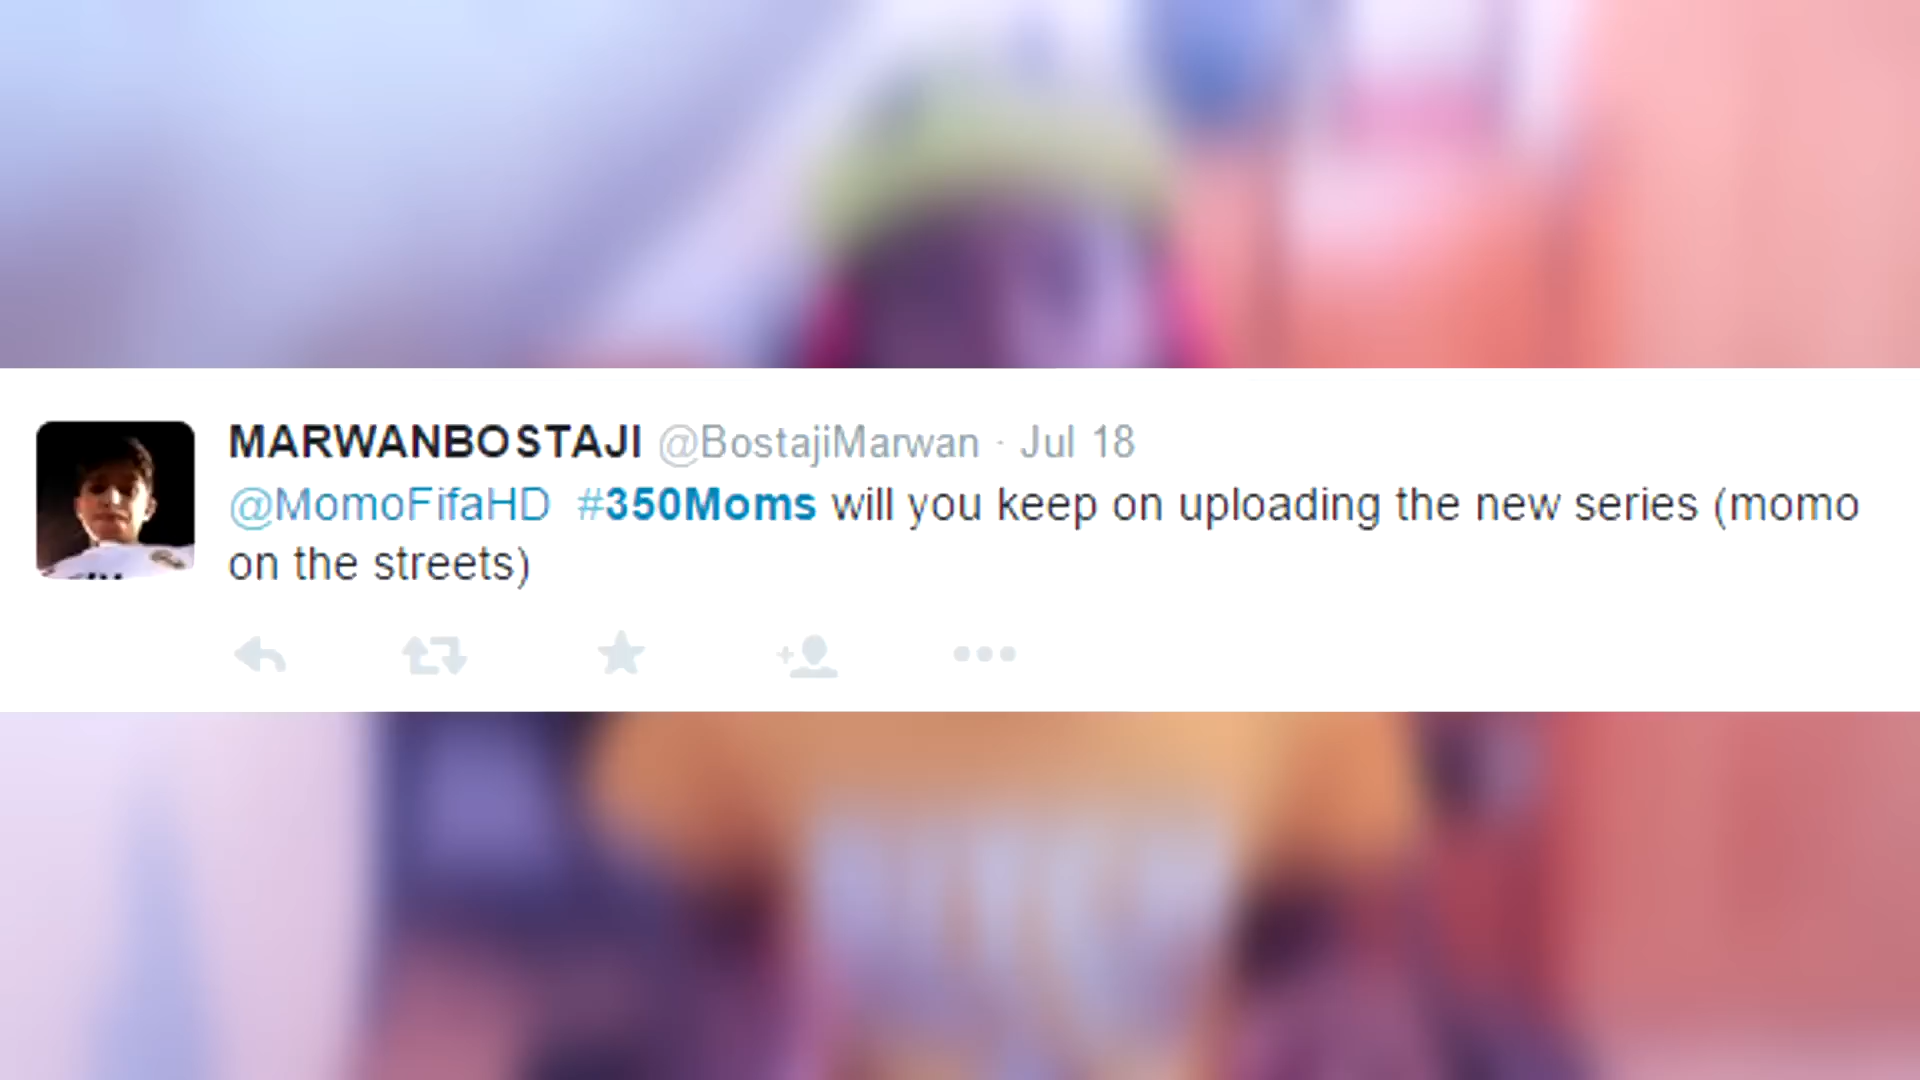 MARWANBOSTAJI @BostajiMarwan · Jul 18
@MomoFifaHD #350Moms will you keep on uploading the new series (momo
on the streets)